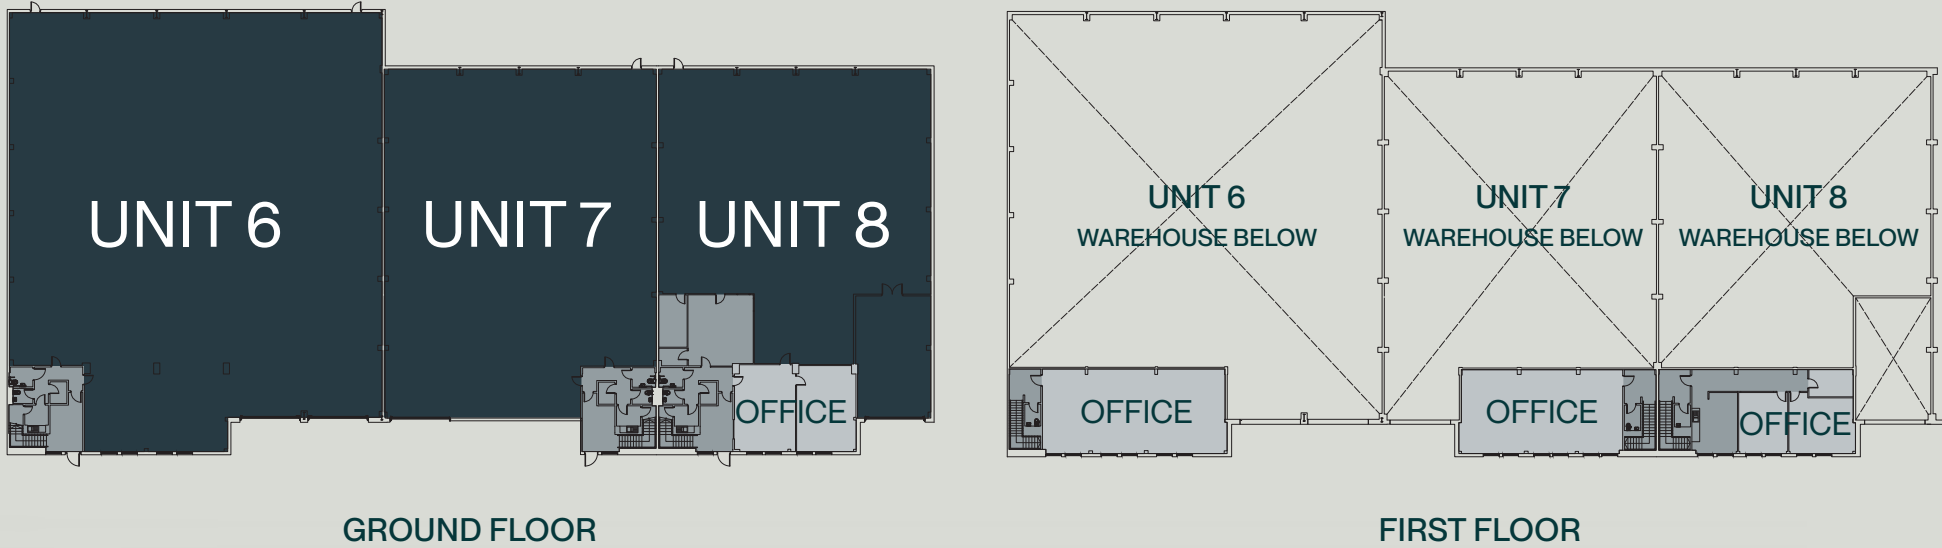 UNIT 6
UNIT 7
UNIT 8
OFFICE
GROUND FLOOR
UNIT 6
WAREHOUSE BELOW
UNIT 7
WAREHOUSE BELOW
UNIT 8
WAREHOUSE BELOW
OFFICE
OFFICE
OFFICE
FIRST FLOOR